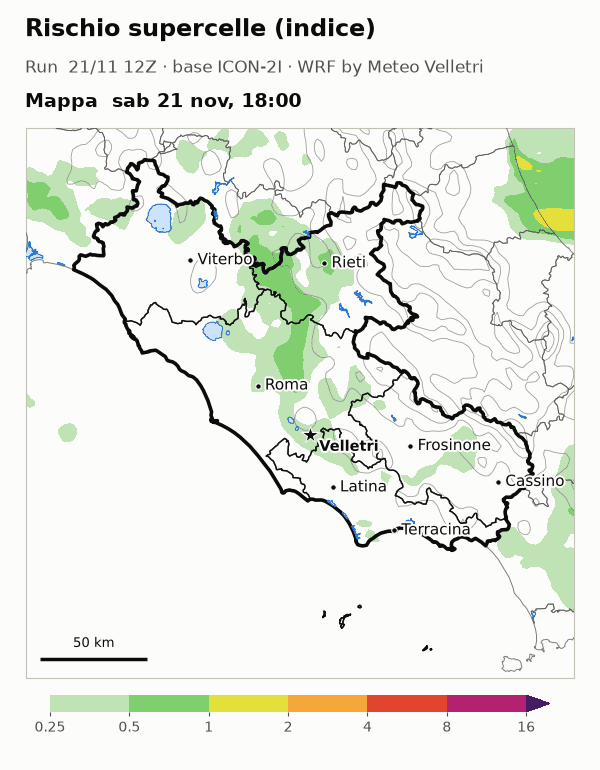 Rischio supercelle (indice)
Run  21/11 12Z · base ICON-2I · WRF by Meteo Velletri
Mappa  sab 21 nov, 18:00
Viterbo
Rieti
Roma
Velletri
Frosinone
Latina
Cassino
Terracina
50 km
0.25 0.5 1 2 4 8 16